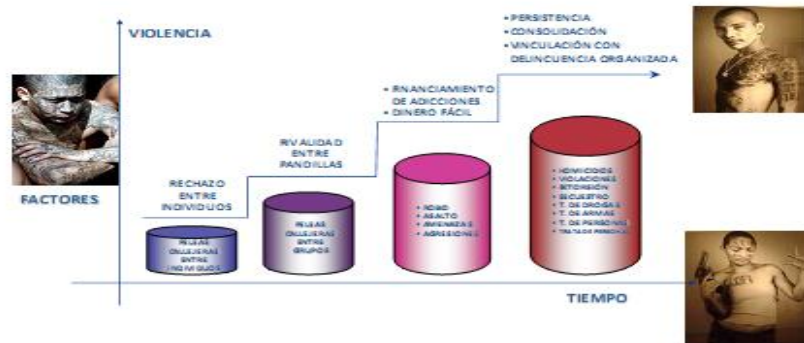 • PERSISTENCIA
• CONSOLIDACIÓN
• VINCULACIÓN CON
DELINCUENCIA ORGANIZADA
VIOLENCIA
• FINANCIAMIENTO
DE ADICCIONES
• DINERO FÁCIL
RIVALIDAD
ENTRE
PANDILLAS
RECHAZO
ENTRE
INDIVIDUOS
FACTORES
PELEAS
CALLEJERAS
ENTRE
INDIVIDUOS
PELEAS
CALLEJERAS
ENTRE
GRUPOS
• ROBO
• ASALTO
• AMENAZAS
• AGRESIONES
• HOMICIDIOS
• VIOLACIONES
• EXTORSIÓN
• SECUESTRO
• T. DE DROGAS
• T. DE ARMAS
• T. DE PERSONAS
• TRATA DE PERSONAS
TIEMPO